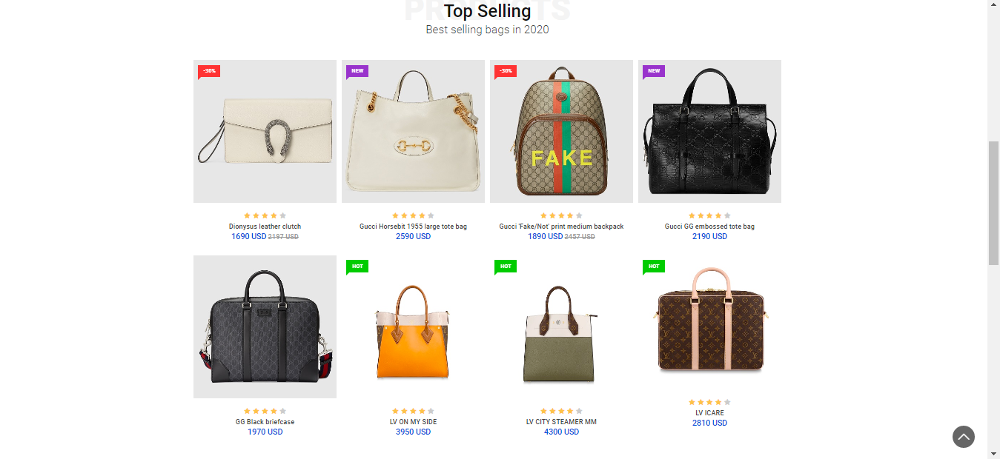 PRODUCTS
Top Selling
Best selling bags in 2020
-30%
NEW
-30%
NEW
FAKE
Dionysus leather clutch
1690 USD 2197 USD
Gucci Horsebit 1955 large tote bag
2590 USD
Gucci 'Fake/Not' print medium backpack
1890 USD 2457 USD
Gucci GG embossed tote bag
2190 USD
HOT
HOT
HOT
GG Black briefcase
1970 USD
LV ON MY SIDE
3950 USD
LV CITY STEAMER MM
4300 USD
LV ICARE
2810 USD